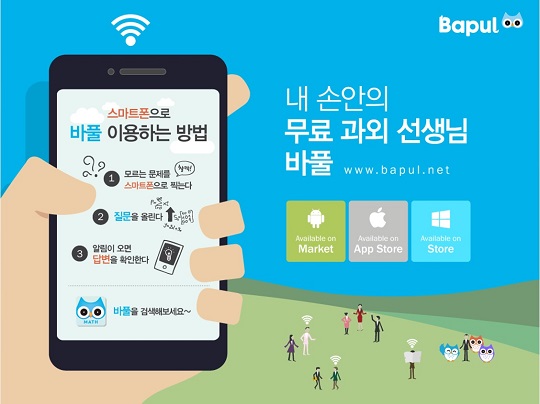 Bapul
스마트폰으로
바풀 이용하는 방법
1 모르는 문제를
스마트폰으로 찍는다
찰칵!
2 질문을 올린다
3 알림이 오면
답변을 확인한다
MATH
바풀을 검색해보세요~
내 손안의
무료 과외 선생님
바풀 www.bapul.net
Available on
Market
Available on
App Store
Available on
Store